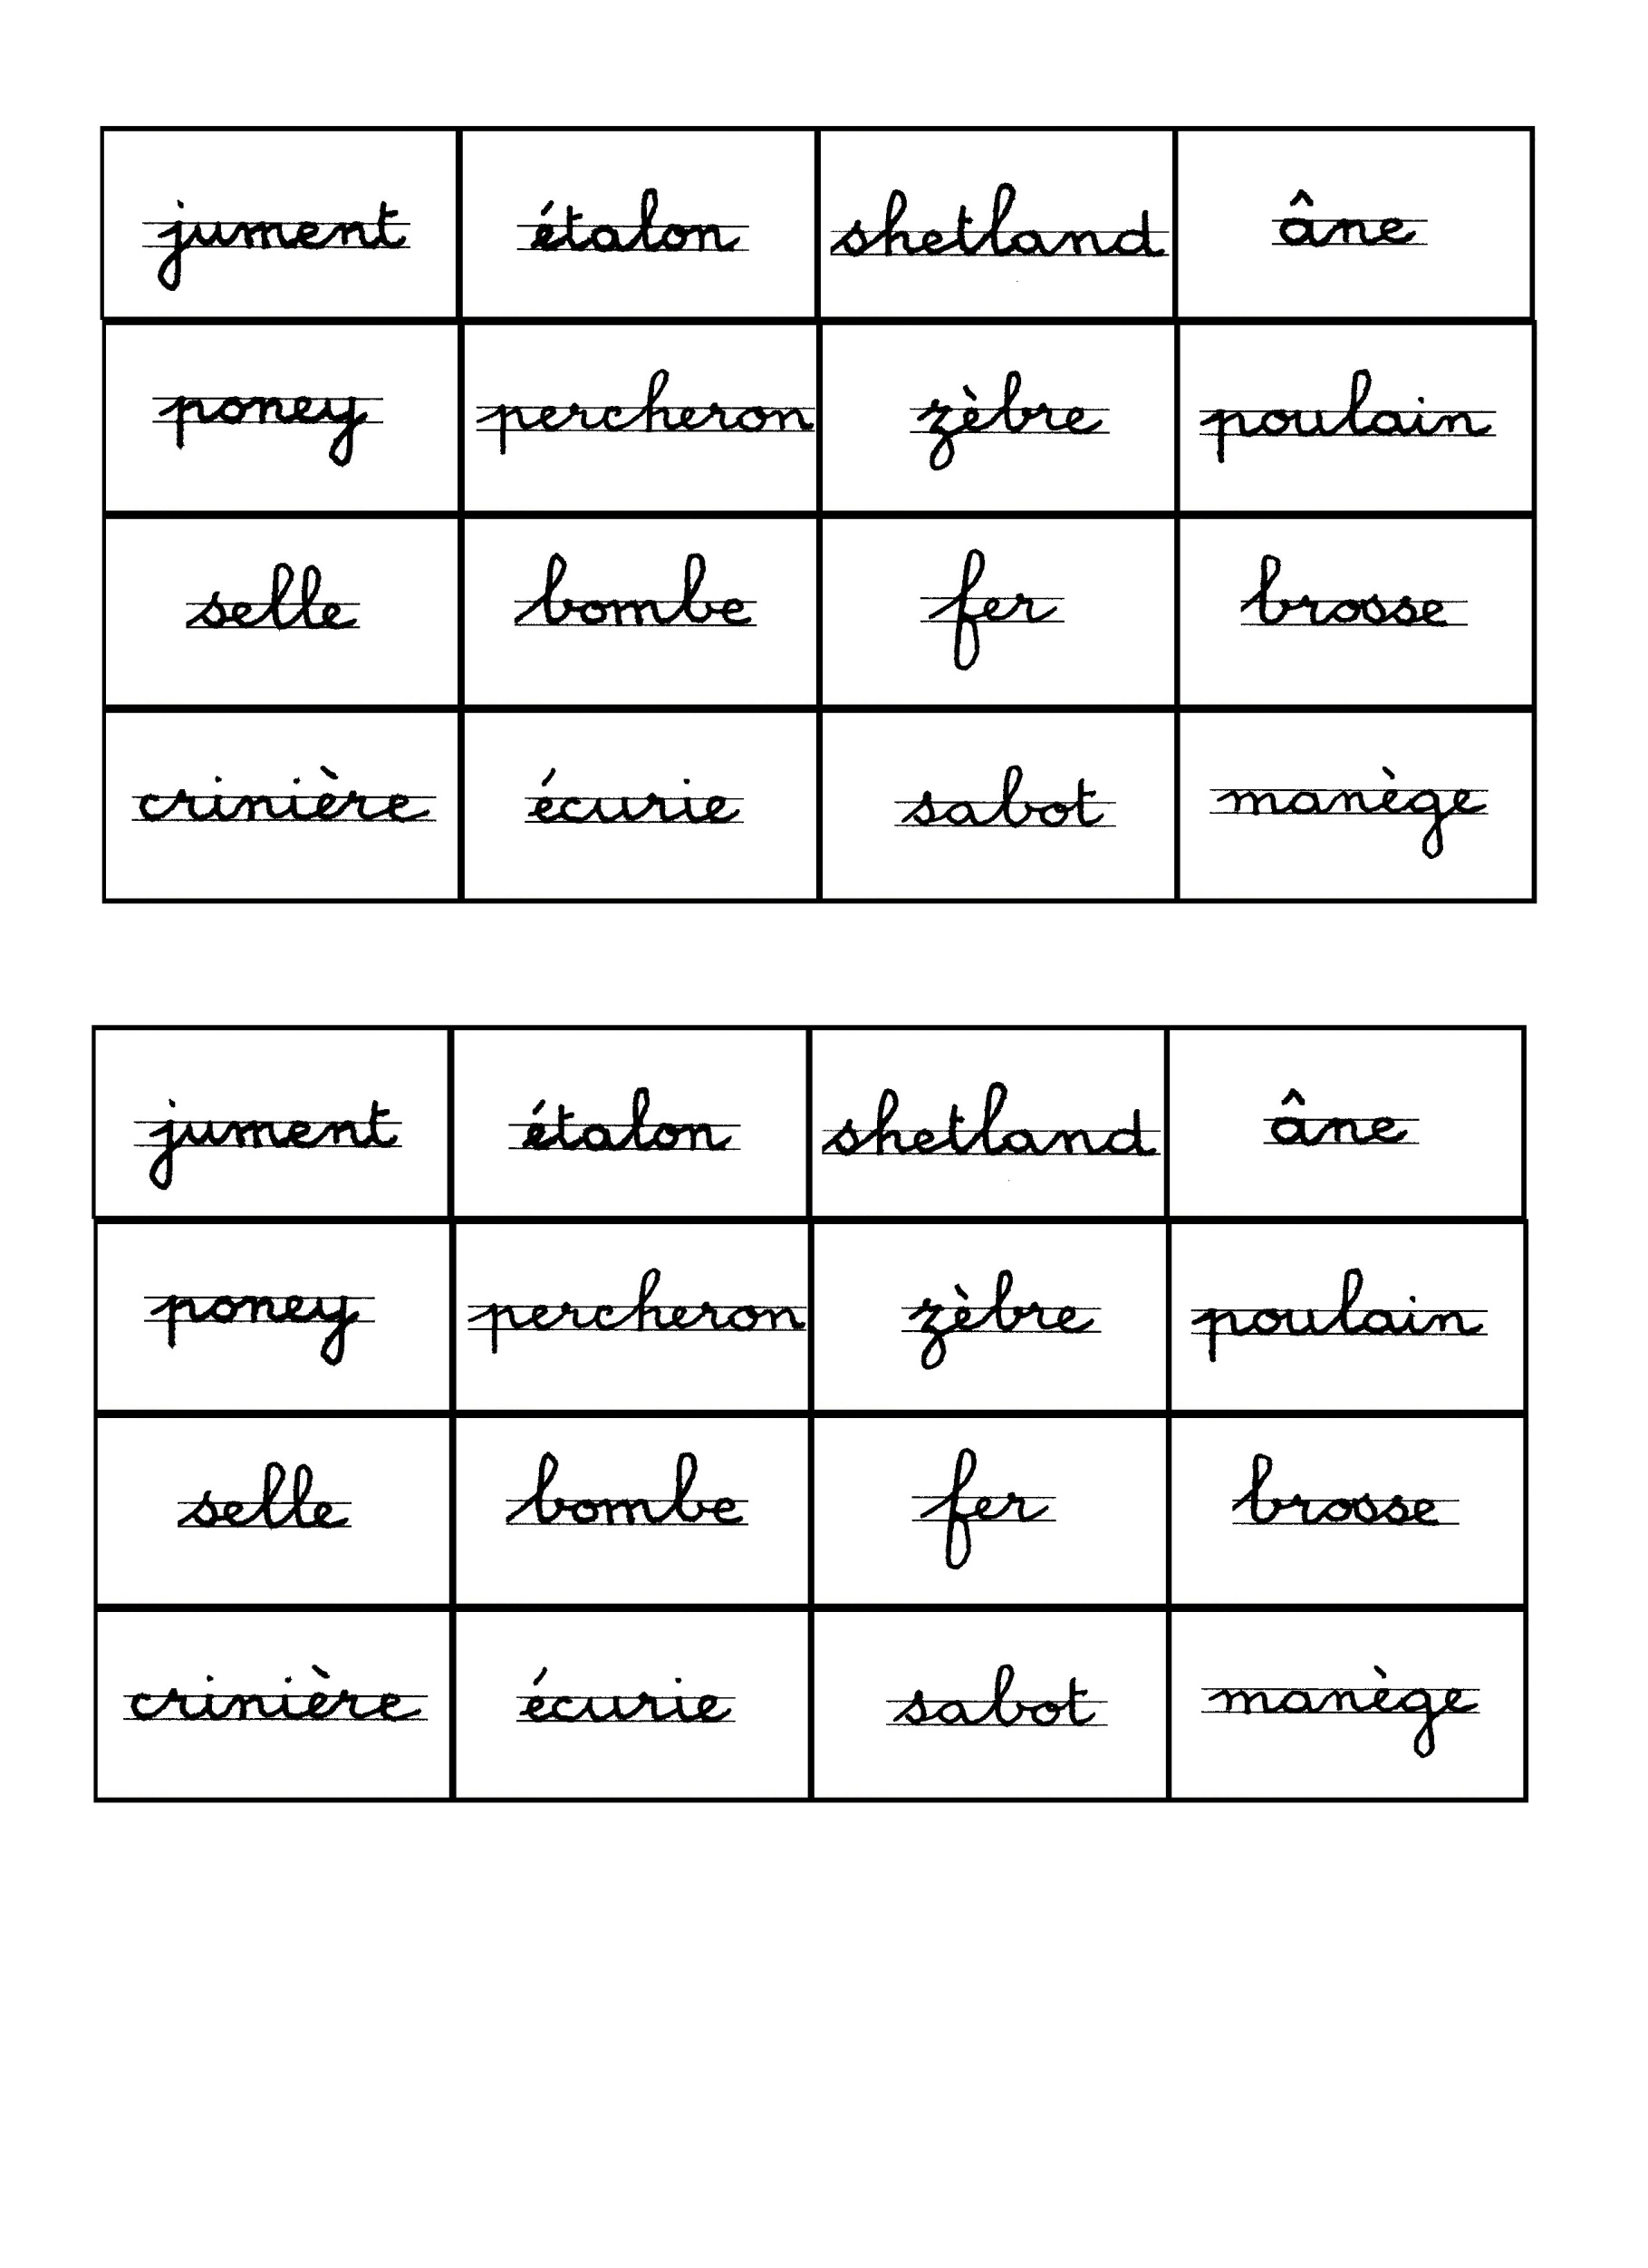 jument étalon shetland âne
poney percheron zèbre poulain
selle bombe fer brosse
crinière écurie sabot manège
jument étalon shetland âne
poney percheron zèbre poulain
selle bombe fer brosse
crinière écurie sabot manège